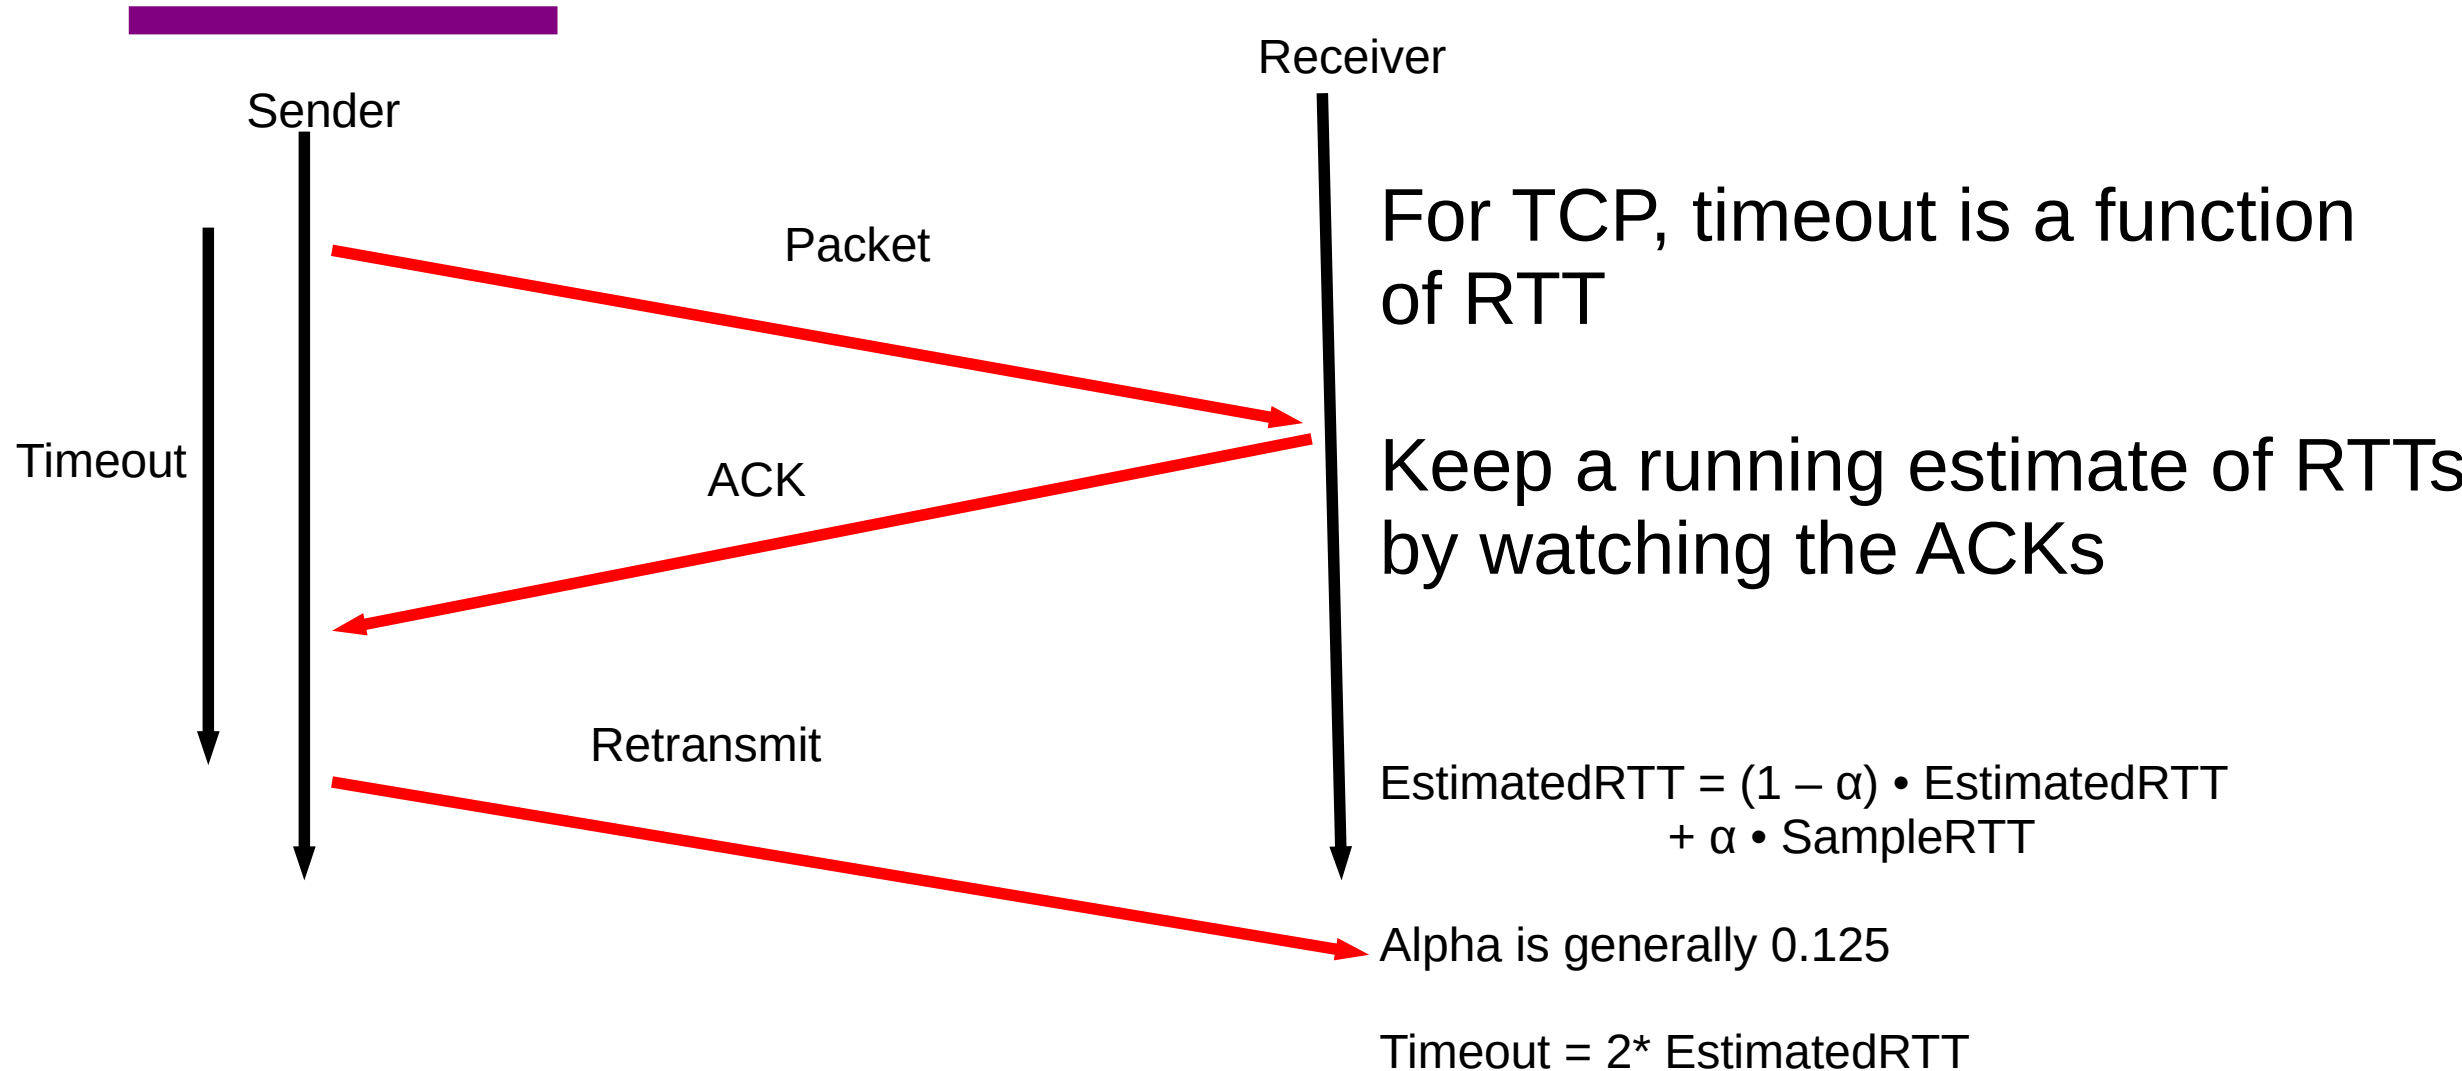 Receiver
Sender
Packet
For TCP, timeout is a function
of RTT
Timeout
ACK
Keep a running estimate of RTTs
by watching the ACKs
Retransmit
EstimatedRTT = (1 – α) • EstimatedRTT
+ α • SampleRTT
Alpha is generally 0.125
Timeout = 2* EstimatedRTT